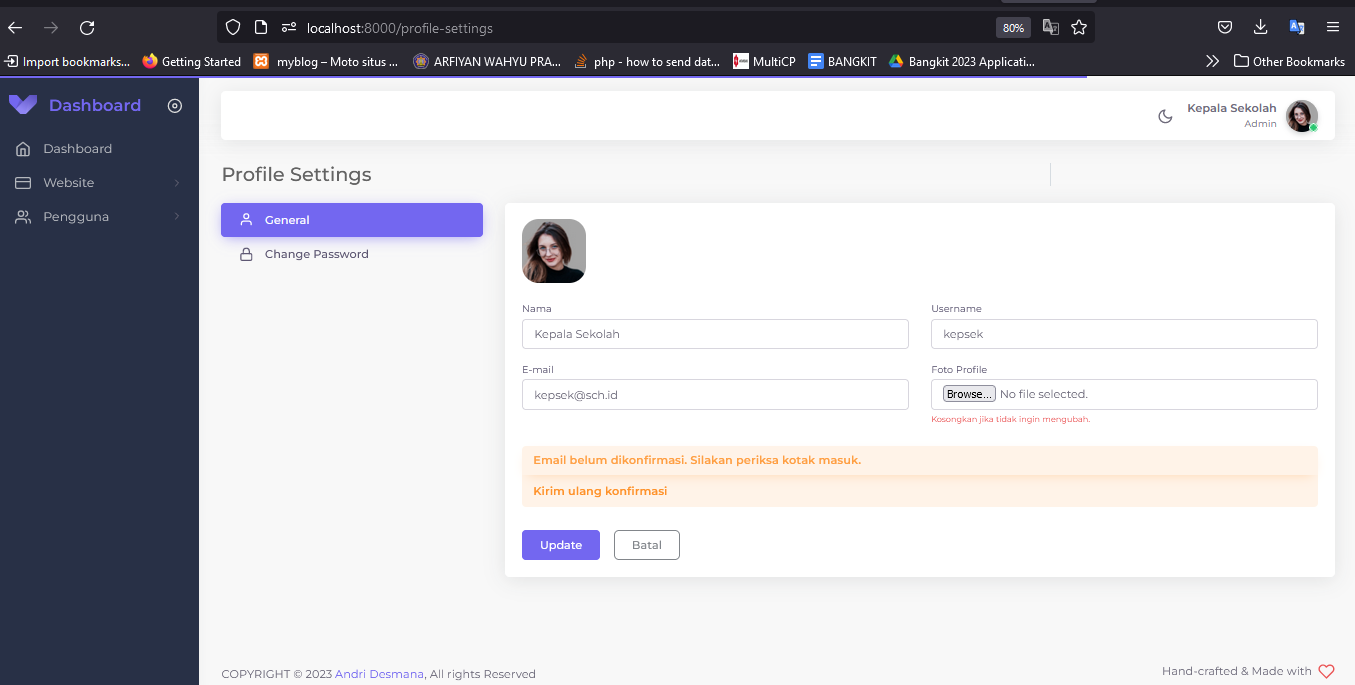 localhost:8000/profile-settings
80%
Import bookmarks... Getting Started myblog – Moto situs ... ARFIYAN WAHYU PRA... php - how to send dat... MultiCP BANGKIT Bangkit 2023 Applicati... Other Bookmarks
Dashboard
Dashboard
Website
Pengguna
Kepala Sekolah
Admin
Profile Settings
General
Change Password
Nama
Kepala Sekolah
Username
kepsek
E-mail
kepsek@sch.id
Foto Profile
Browse... No file selected.
Kosongkan jika tidak ingin mengubah.
Email belum dikonfirmasi. Silakan periksa kotak masuk.
Kirim ulang konfirmasi
Update Batal
COPYRIGHT © 2023 Andri Desmana, All rights Reserved
Hand-crafted & Made with